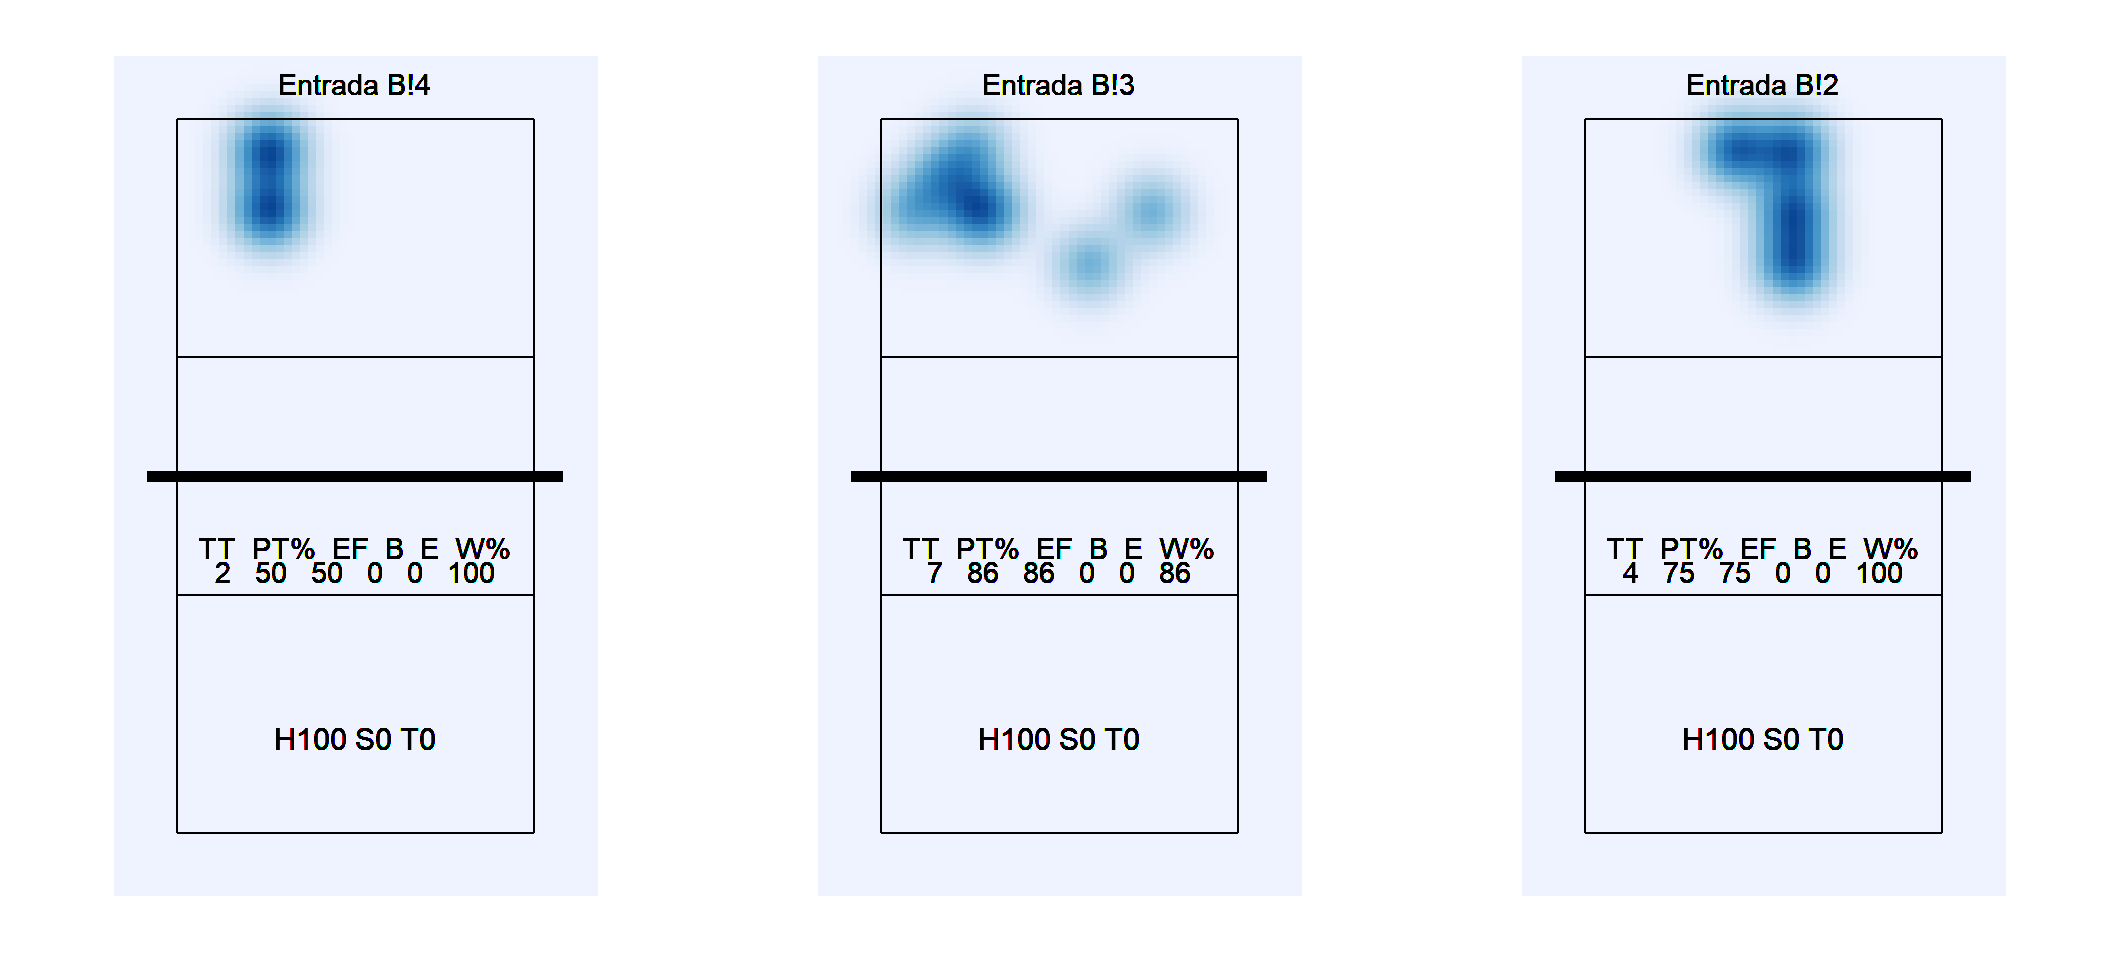 Entrada B!4
TT PT% EF B E W%
2 50 50 0 0 100
H100 S0 T0
Entrada B!3
TT PT% EF B E W%
7 86 86 0 0 86
H100 S0 T0
Entrada B!2
TT PT% EF B E W%
4 75 75 0 0 100
H100 S0 T0